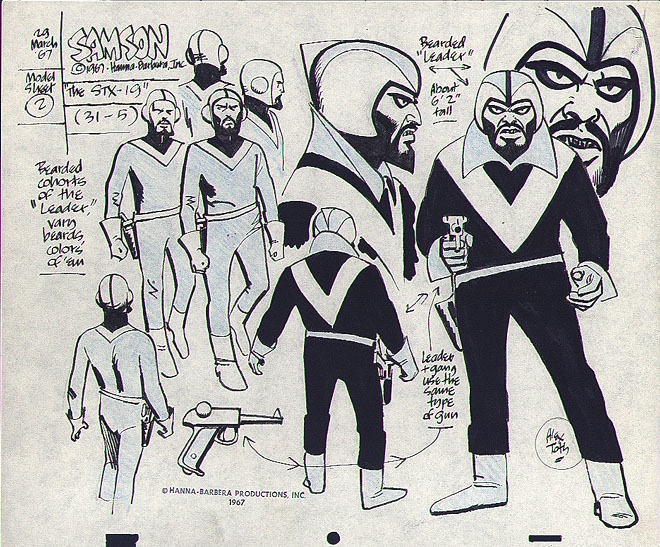 29
March
'67
SAMSON
© 1967 - Hanna-Barbera, Inc.
Model
Sheet
2
"The STX-19"
(31-5)
Bearded
"Leader"
About
6' 2"
tall
Bearded
cohorts
of the
"Leader,"
vary
beards
colors
of 'em
Leader
+ gang
use the
same
type
of gun
Alex
Toth
© HANNA-BARBERA PRODUCTIONS, INC.
1967